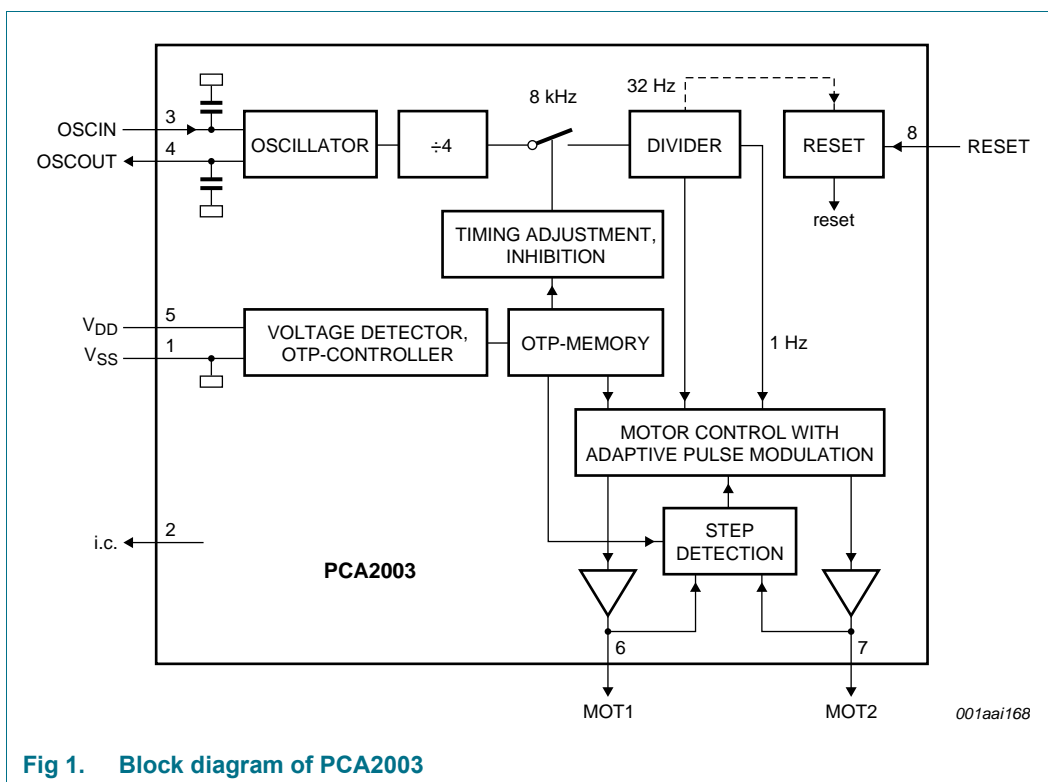 8 kHz
32 Hz
OSCIN
3
OSCOUT
4
OSCILLATOR
÷4
DIVIDER
RESET
8
RESET
reset
TIMING ADJUSTMENT,
INHIBITION
VDD
5
VSS
1
VOLTAGE DETECTOR,
OTP-CONTROLLER
OTP-MEMORY
1 Hz
MOTOR CONTROL WITH
ADAPTIVE PULSE MODULATION
i.c.
2
STEP
DETECTION
PCA2003
6
7
MOT1
MOT2
001aai168
Fig 1. Block diagram of PCA2003